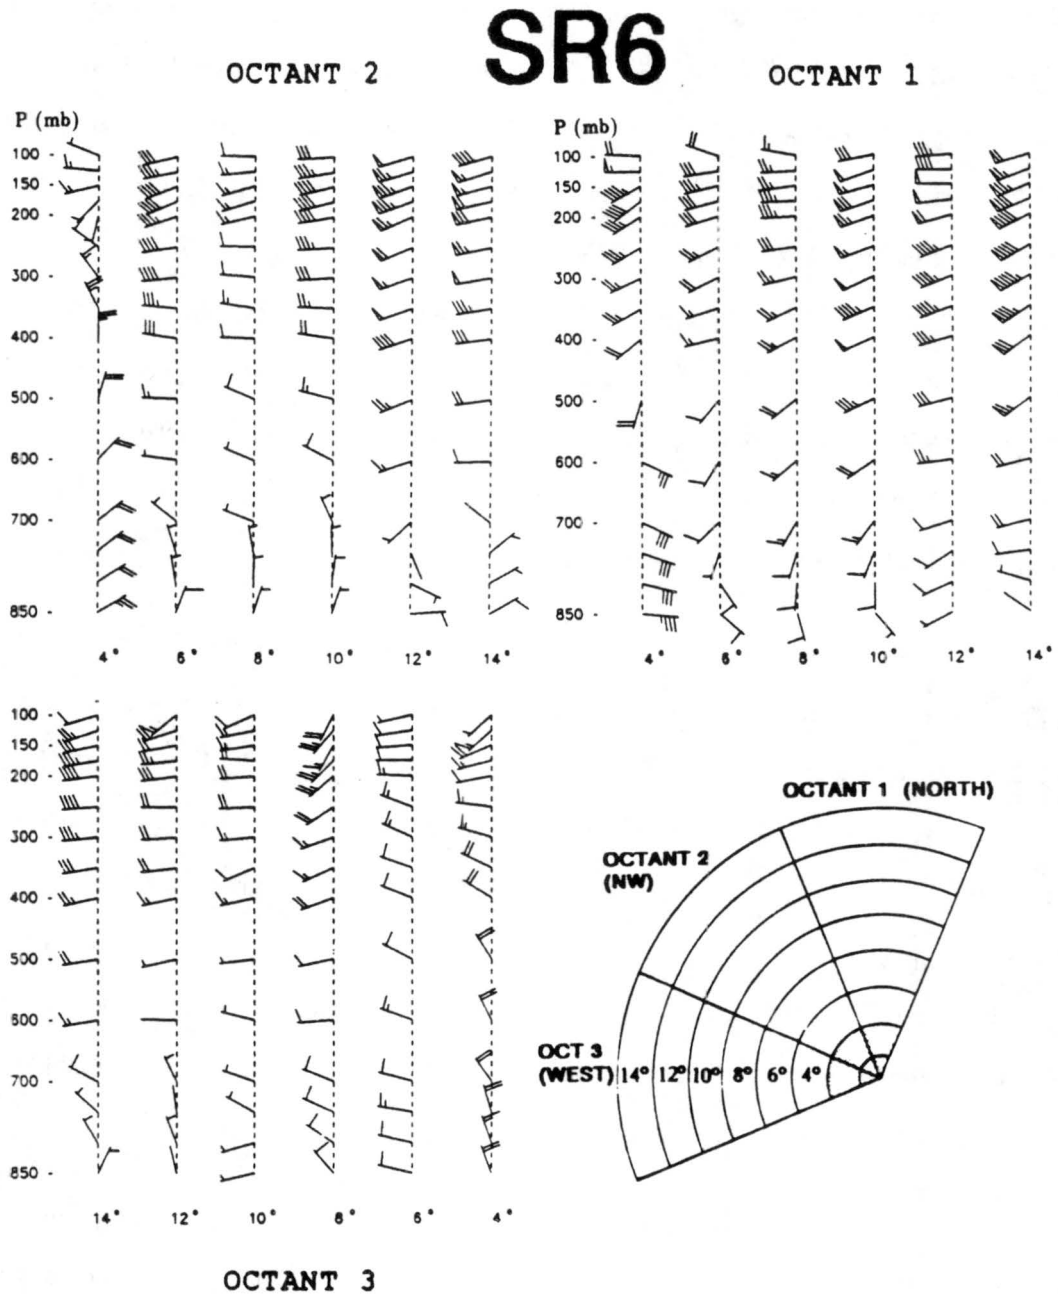 SR6
OCTANT 2
OCTANT 1
P (mb)
100 -
150 -
200 -
300 -
400 -
500 -
600 -
700 -
850 -
4° 6° 8° 10° 12° 14°
P (mb)
100 -
150 -
200 -
300 -
400 -
500 -
600 -
700 -
850 -
4° 6° 8° 10° 12° 14°
100 -
150 -
200 -
300 -
400 -
500 -
600 -
700 -
850 -
14° 12° 10° 8° 6° 4°
OCTANT 3
OCTANT 1 (NORTH)
OCTANT 2
(NW)
OCT 3
(WEST) 14° 12° 10° 8° 6° 4°